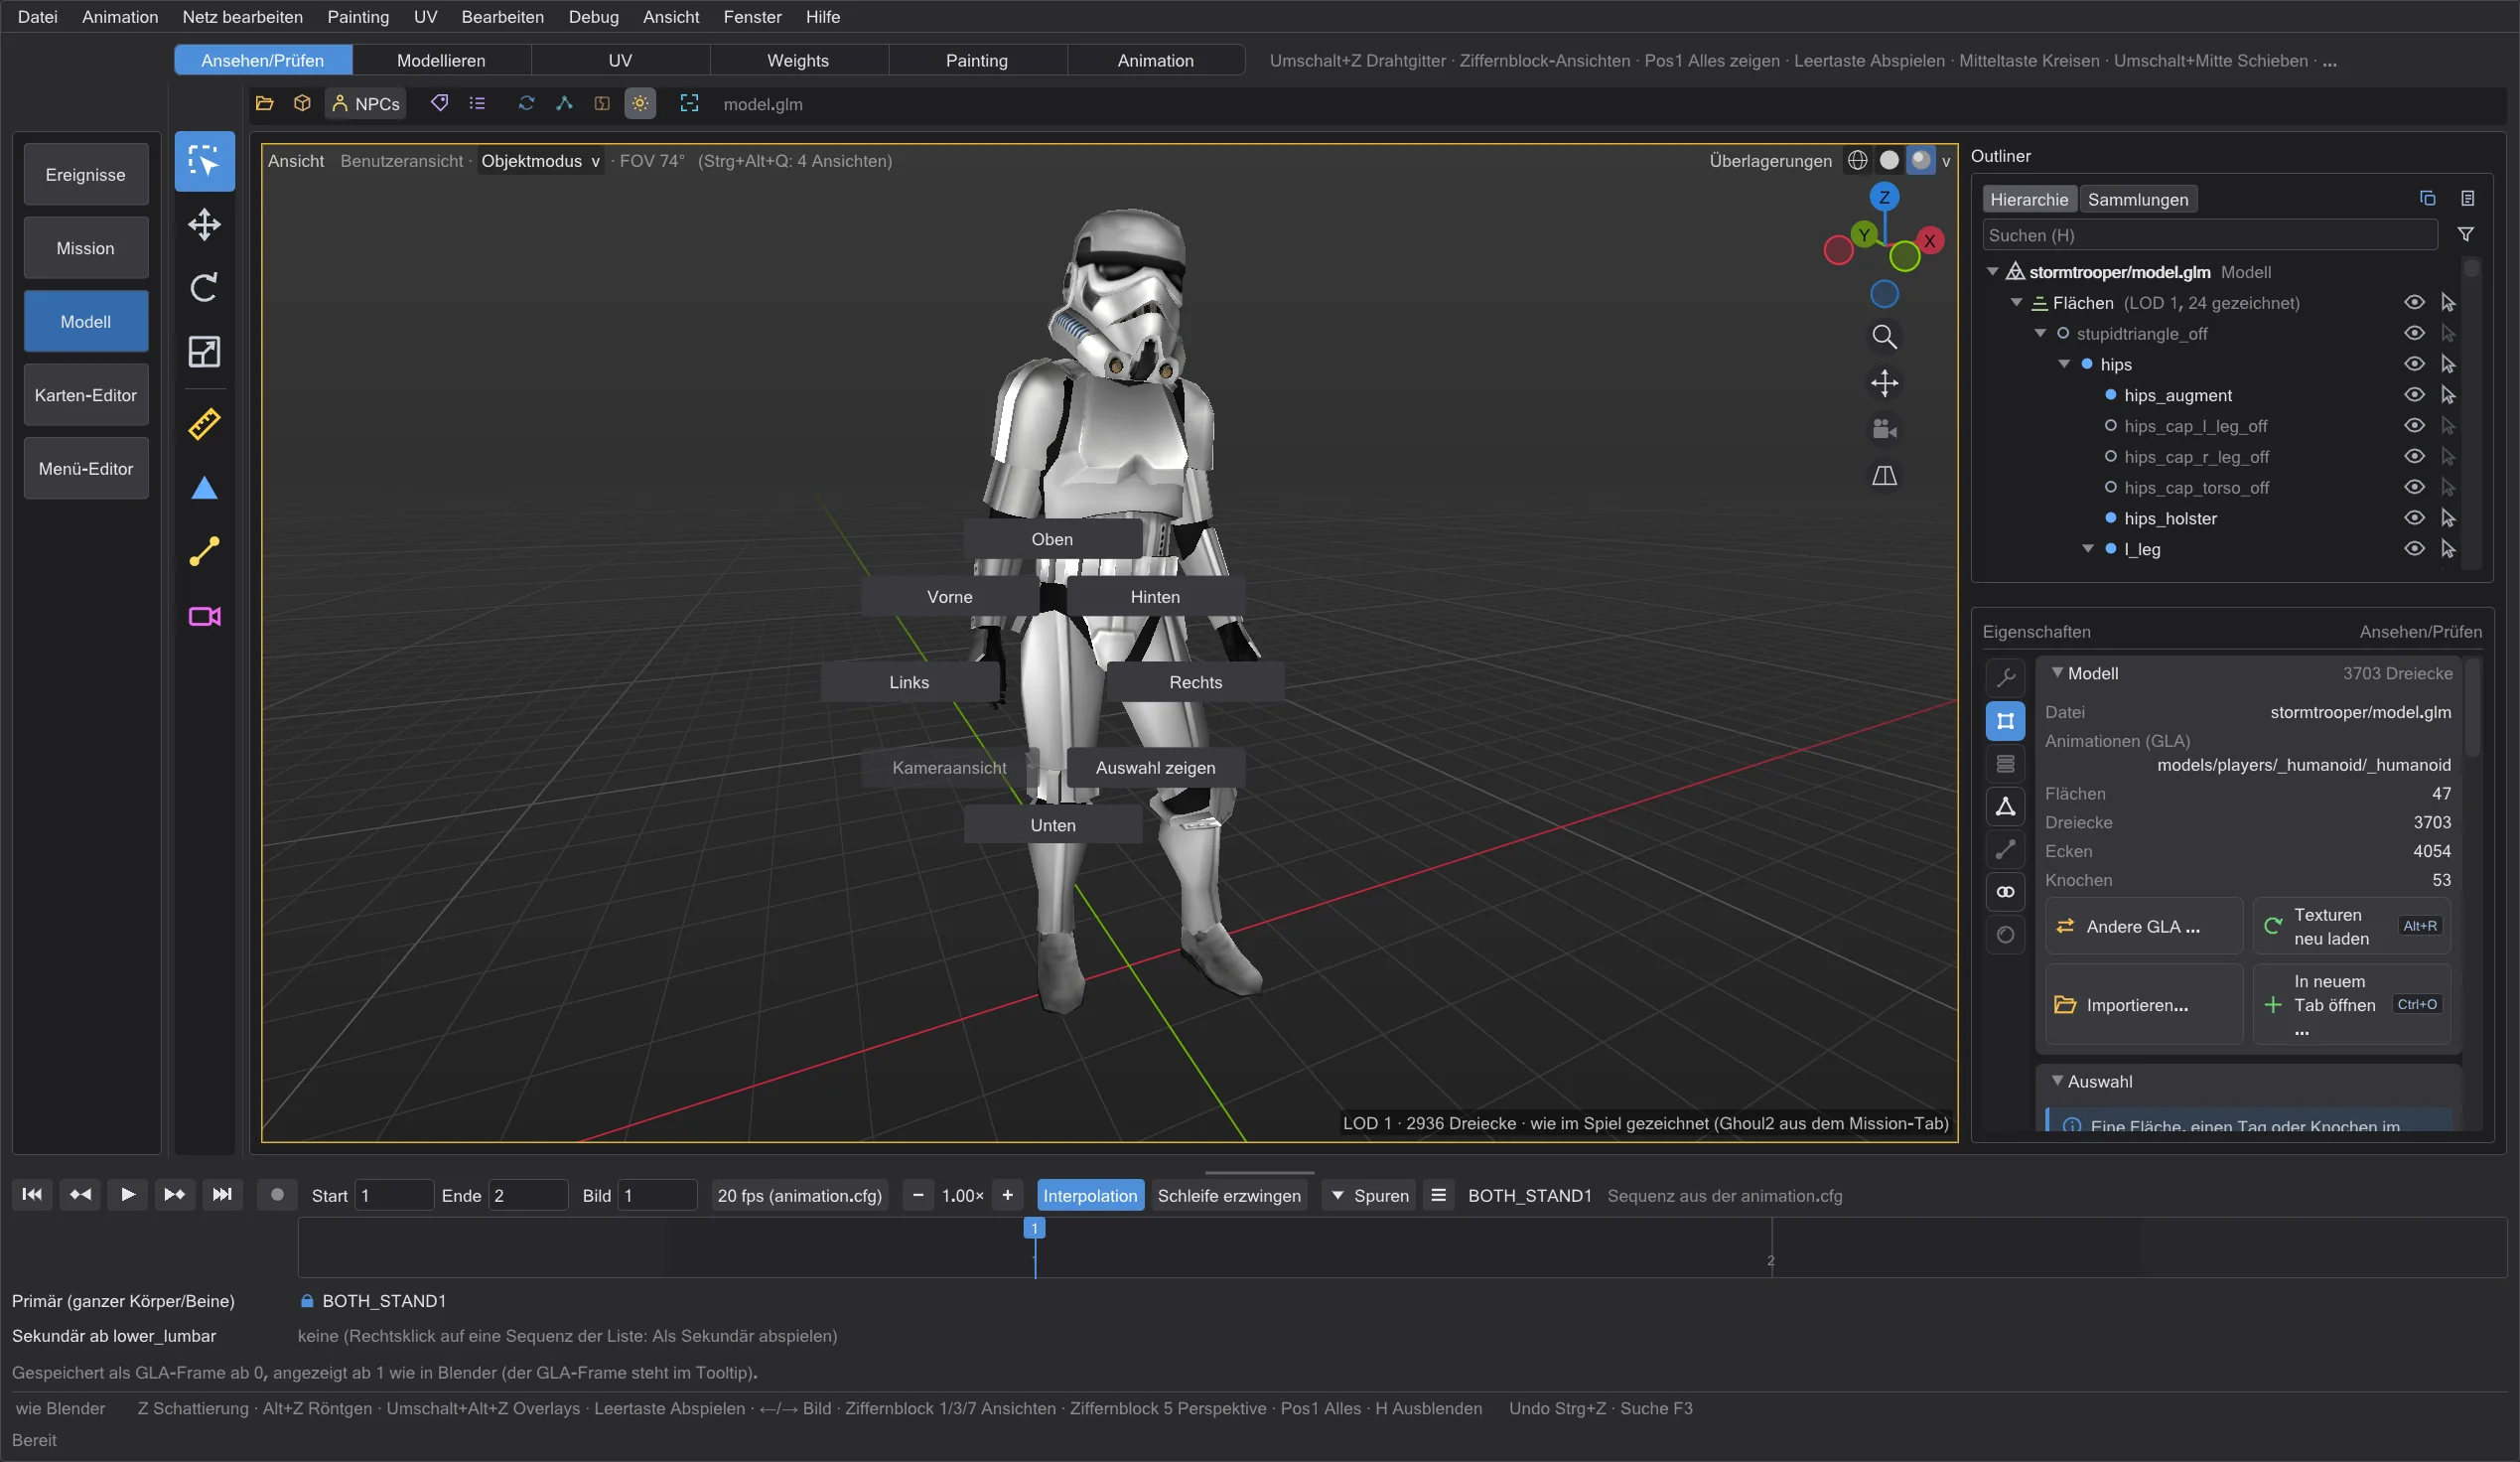 Datei Animation Netz bearbeiten Painting UV Bearbeiten Debug Ansicht Fenster Hilfe
Ansehen/Prüfen Modellieren UV Weights Painting Animation Umschalt+Z Drahtgitter · Ziffernblock-Ansichten · Pos1 Alles zeigen · Leertaste Abspielen · Mitteltaste Kreisen · Umschalt+Mitte Schieben · ...
NPCs model.glm
Ereignisse
Mission
Modell
Karten-Editor
Menü-Editor
Ansicht Benutzeransicht · Objektmodus v · FOV 74° (Strg+Alt+Q: 4 Ansichten) Überlagerungen v
Z
Y
X
Oben
Vorne Hinten
Links Rechts
Kameraansicht Auswahl zeigen
Unten
LOD 1 · 2936 Dreiecke · wie im Spiel gezeichnet (Ghoul2 aus dem Mission-Tab)
Outliner
Hierarchie Sammlungen
Suchen (H)
stormtrooper/model.glm Modell
Flächen (LOD 1, 24 gezeichnet)
stupidtriangle_off
hips
hips_augment
hips_cap_l_leg_off
hips_cap_r_leg_off
hips_cap_torso_off
hips_holster
l_leg
Eigenschaften Ansehen/Prüfen
Modell 3703 Dreiecke
Datei stormtrooper/model.glm
Animationen (GLA)
models/players/_humanoid/_humanoid
Flächen 47
Dreiecke 3703
Ecken 4054
Knochen 53
Andere GLA ...
Texturen neu laden Alt+R
Importieren...
In neuem Tab öffnen ... Ctrl+O
Auswahl
Eine Fläche, einen Tag oder Knochen im
Start 1 Ende 2 Bild 1 20 fps (animation.cfg) − 1.00× + Interpolation Schleife erzwingen Spuren BOTH_STAND1 Sequenz aus der animation.cfg
1
2
Primär (ganzer Körper/Beine) BOTH_STAND1
Sekundär ab lower_lumbar keine (Rechtsklick auf eine Sequenz der Liste: Als Sekundär abspielen)
Gespeichert als GLA-Frame ab 0, angezeigt ab 1 wie in Blender (der GLA-Frame steht im Tooltip).
wie Blender Z Schattierung · Alt+Z Röntgen · Umschalt+Alt+Z Overlays · Leertaste Abspielen · ←/→ Bild · Ziffernblock 1/3/7 Ansichten · Ziffernblock 5 Perspektive · Pos1 Alles · H Ausblenden Undo Strg+Z · Suche F3
Bereit